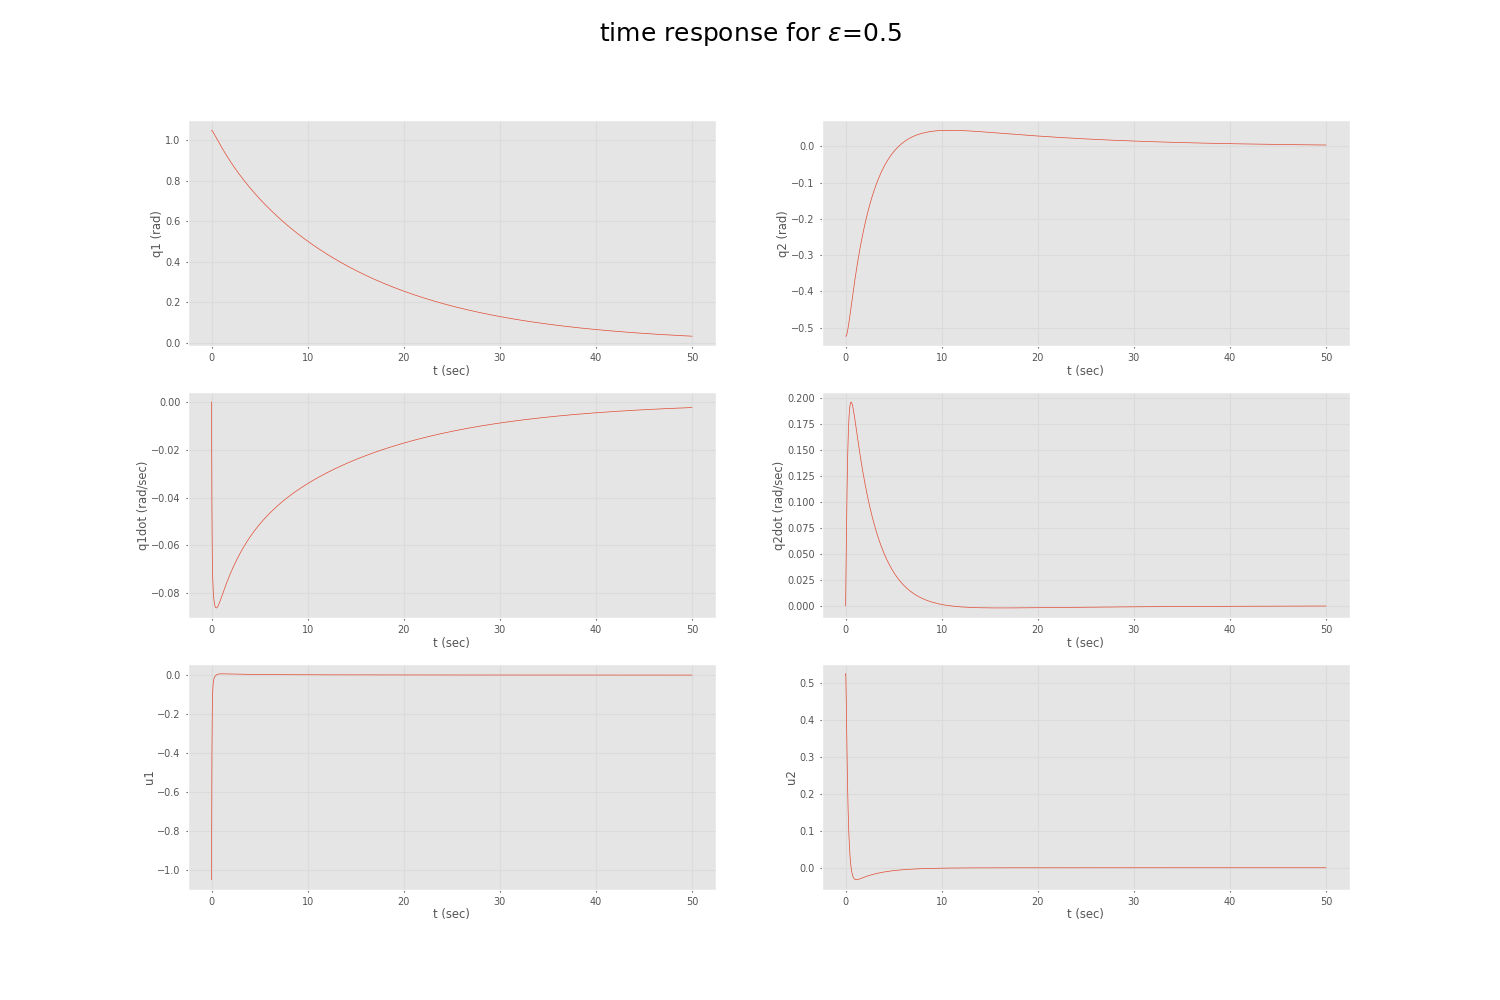 time response for ε=0.5
1.0
0.8
0.6
0.4
0.2
0.0
q1 (rad)
0 10 20 30 40 50
t (sec)
0.0
−0.1
−0.2
−0.3
−0.4
−0.5
q2 (rad)
0 10 20 30 40 50
t (sec)
0.00
−0.02
−0.04
−0.06
−0.08
q1dot (rad/sec)
0 10 20 30 40 50
t (sec)
0.200
0.175
0.150
0.125
0.100
0.075
0.050
0.025
0.000
q2dot (rad/sec)
0 10 20 30 40 50
t (sec)
0.0
−0.2
−0.4
−0.6
−0.8
−1.0
u1
0 10 20 30 40 50
t (sec)
0.5
0.4
0.3
0.2
0.1
0.0
u2
0 10 20 30 40 50
t (sec)